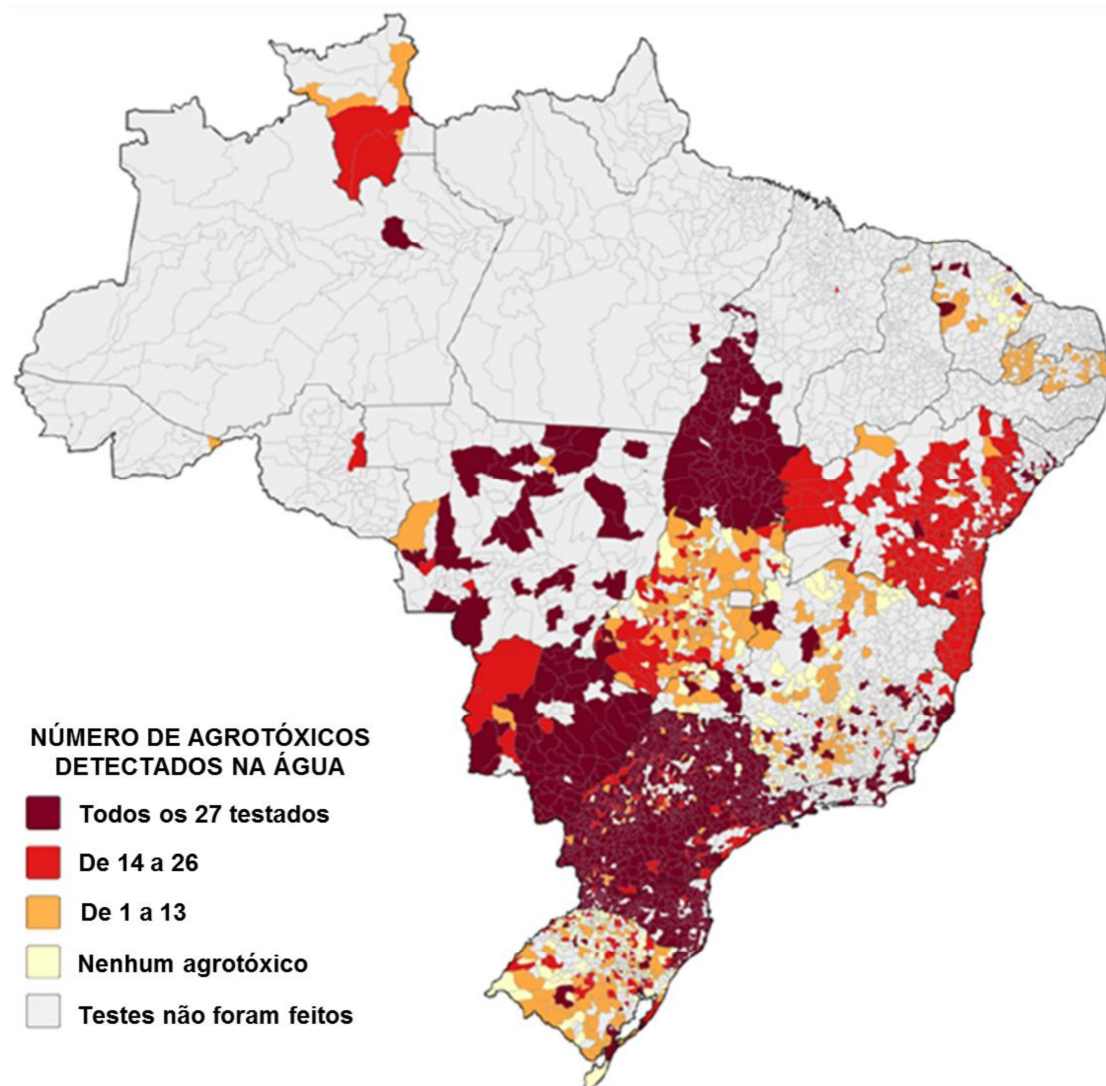 NÚMERO DE AGROTÓXICOS
DETECTADOS NA ÁGUA
Todos os 27 testados
De 14 a 26
De 1 a 13
Nenhum agrotóxico
Testes não foram feitos